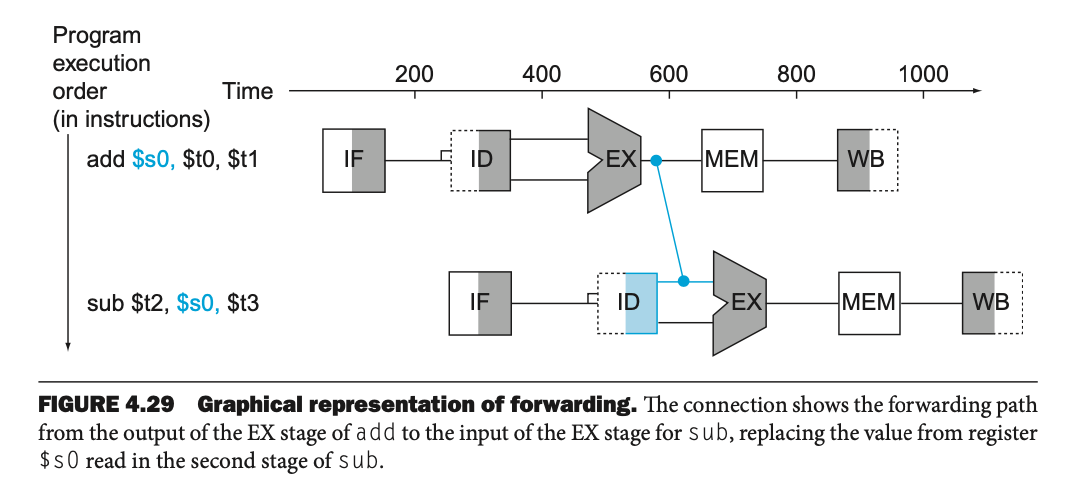 Program
execution
order
(in instructions)
Time
200 400 600 800 1000
add $s0, $t0, $t1
IF ID EX MEM WB
sub $t2, $s0, $t3
IF ID EX MEM WB
FIGURE 4.29 Graphical representation of forwarding. The connection shows the forwarding path
from the output of the EX stage of add to the input of the EX stage for sub, replacing the value from register
$s0 read in the second stage of sub.